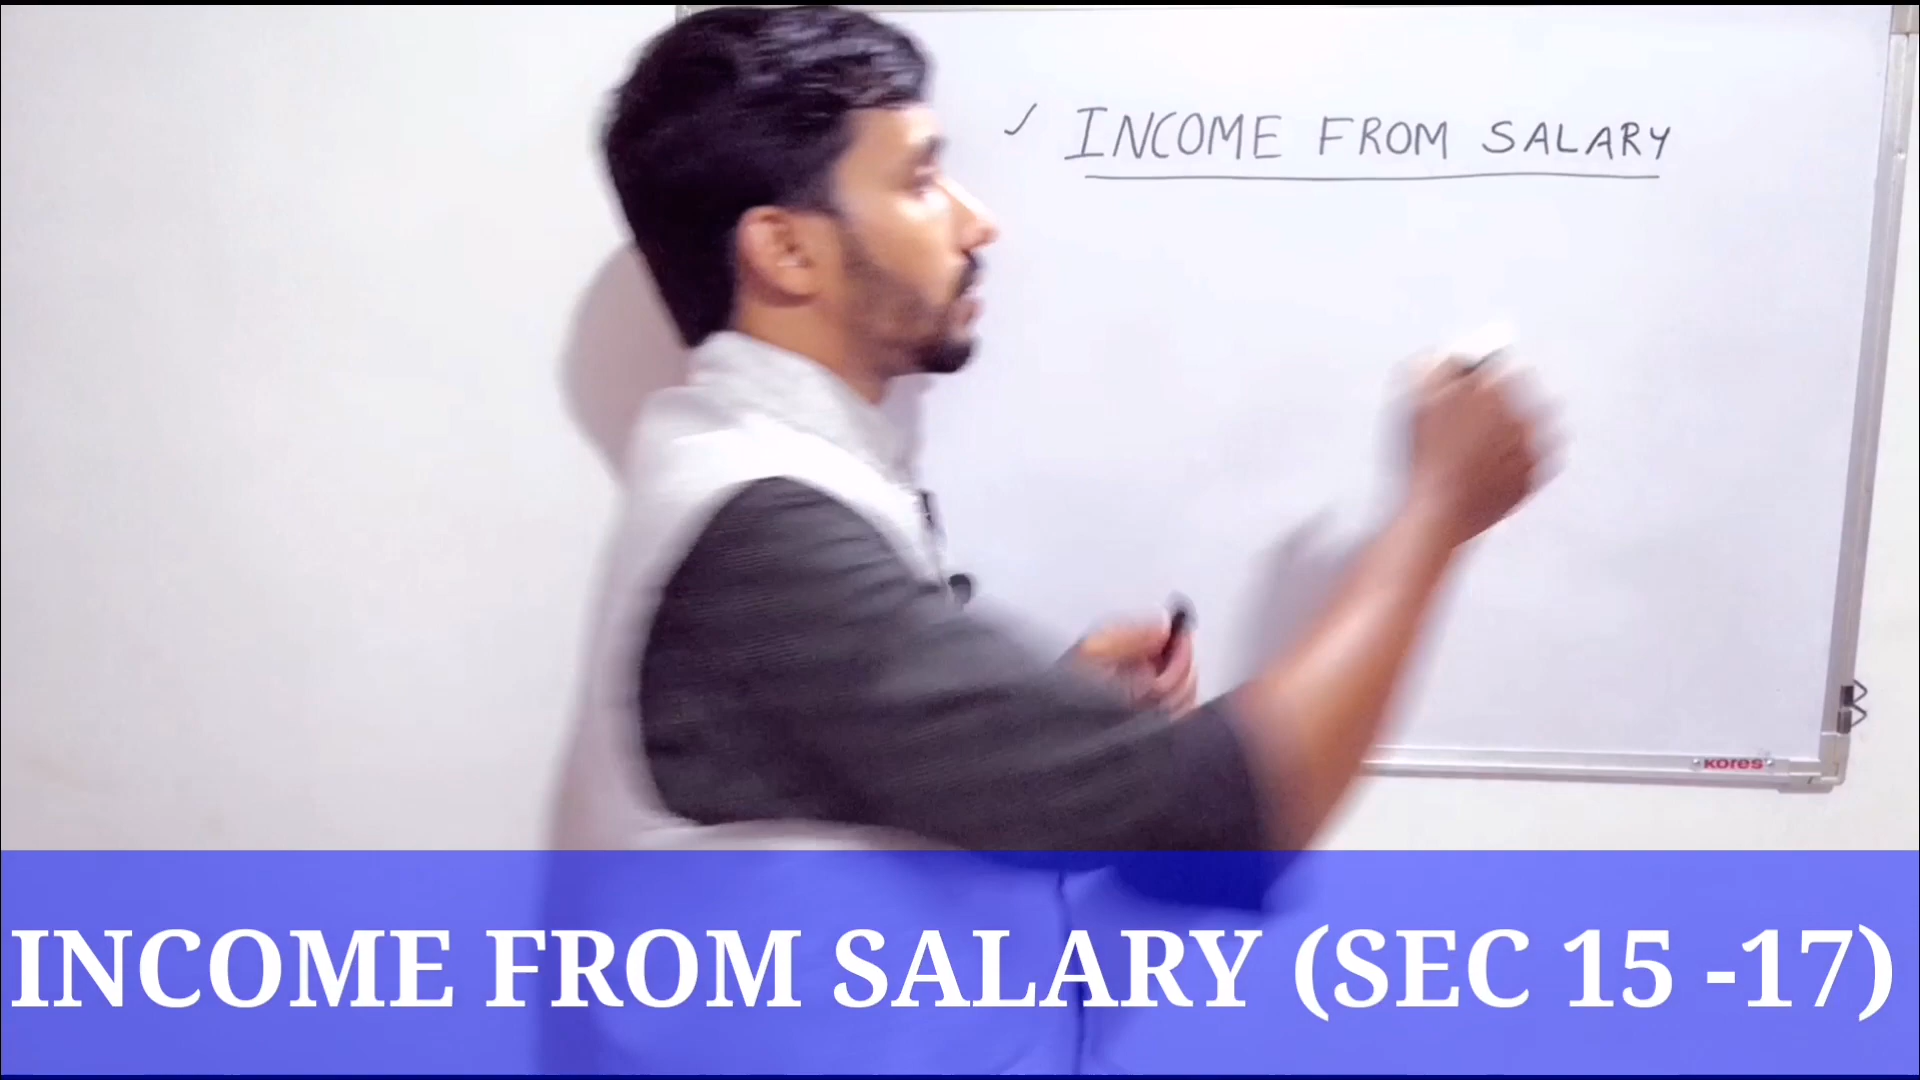 ✓ INCOME FROM SALARY
kores
INCOME FROM SALARY (SEC 15 -17)